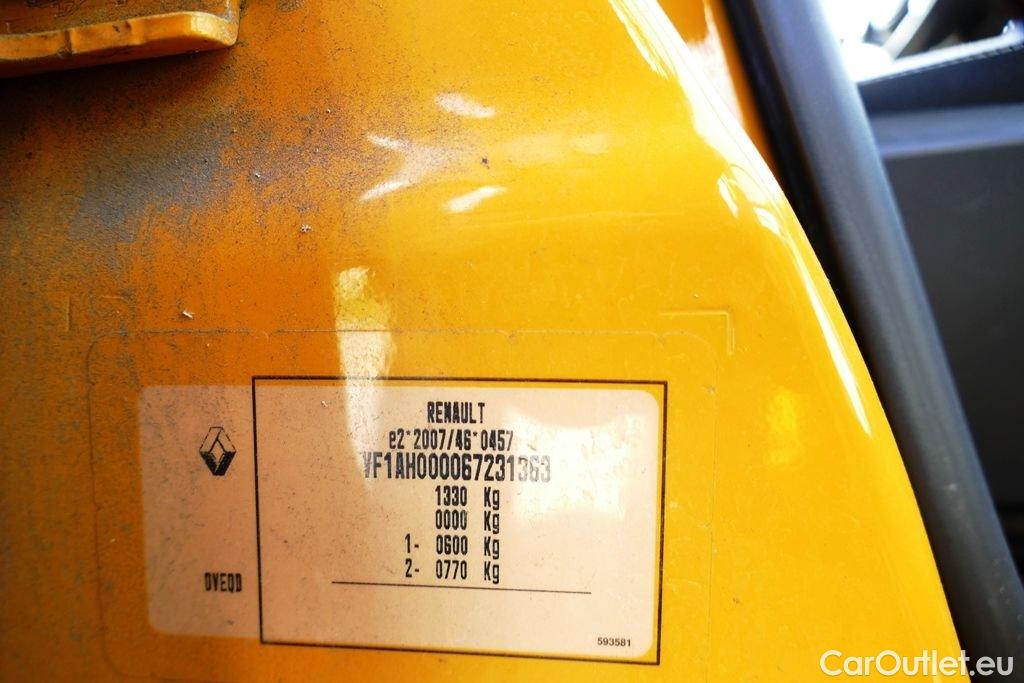 RENAULT
e2*2007/46*0457
VF1AH000067231363
1330 Kg
0000 Kg
1- 0600 Kg
2- 0770 Kg
DVEQD
593581
CarOutlet.eu